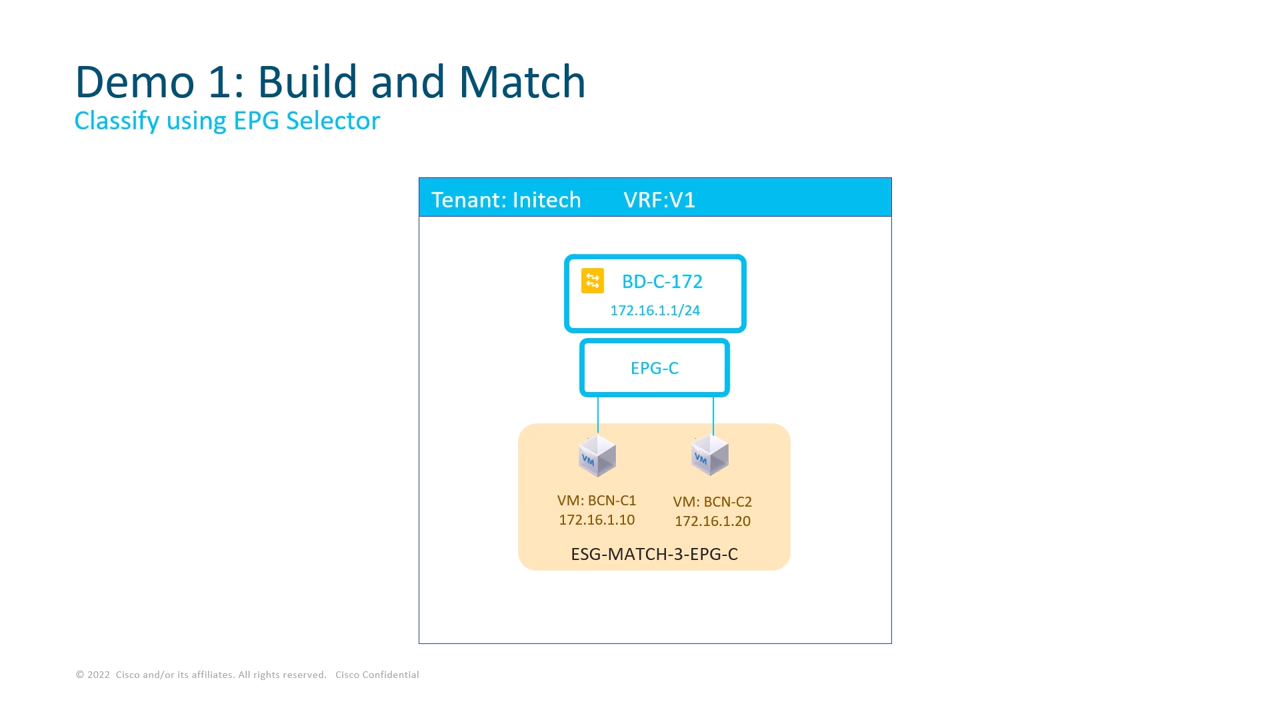 Demo 1: Build and Match
Classify using EPG Selector
Tenant: Initech VRF:V1
BD-C-172
172.16.1.1/24
EPG-C
VM
VM
VM: BCN-C1
172.16.1.10
VM: BCN-C2
172.16.1.20
ESG-MATCH-3-EPG-C
© 2022 Cisco and/or its affiliates. All rights reserved. Cisco Confidential